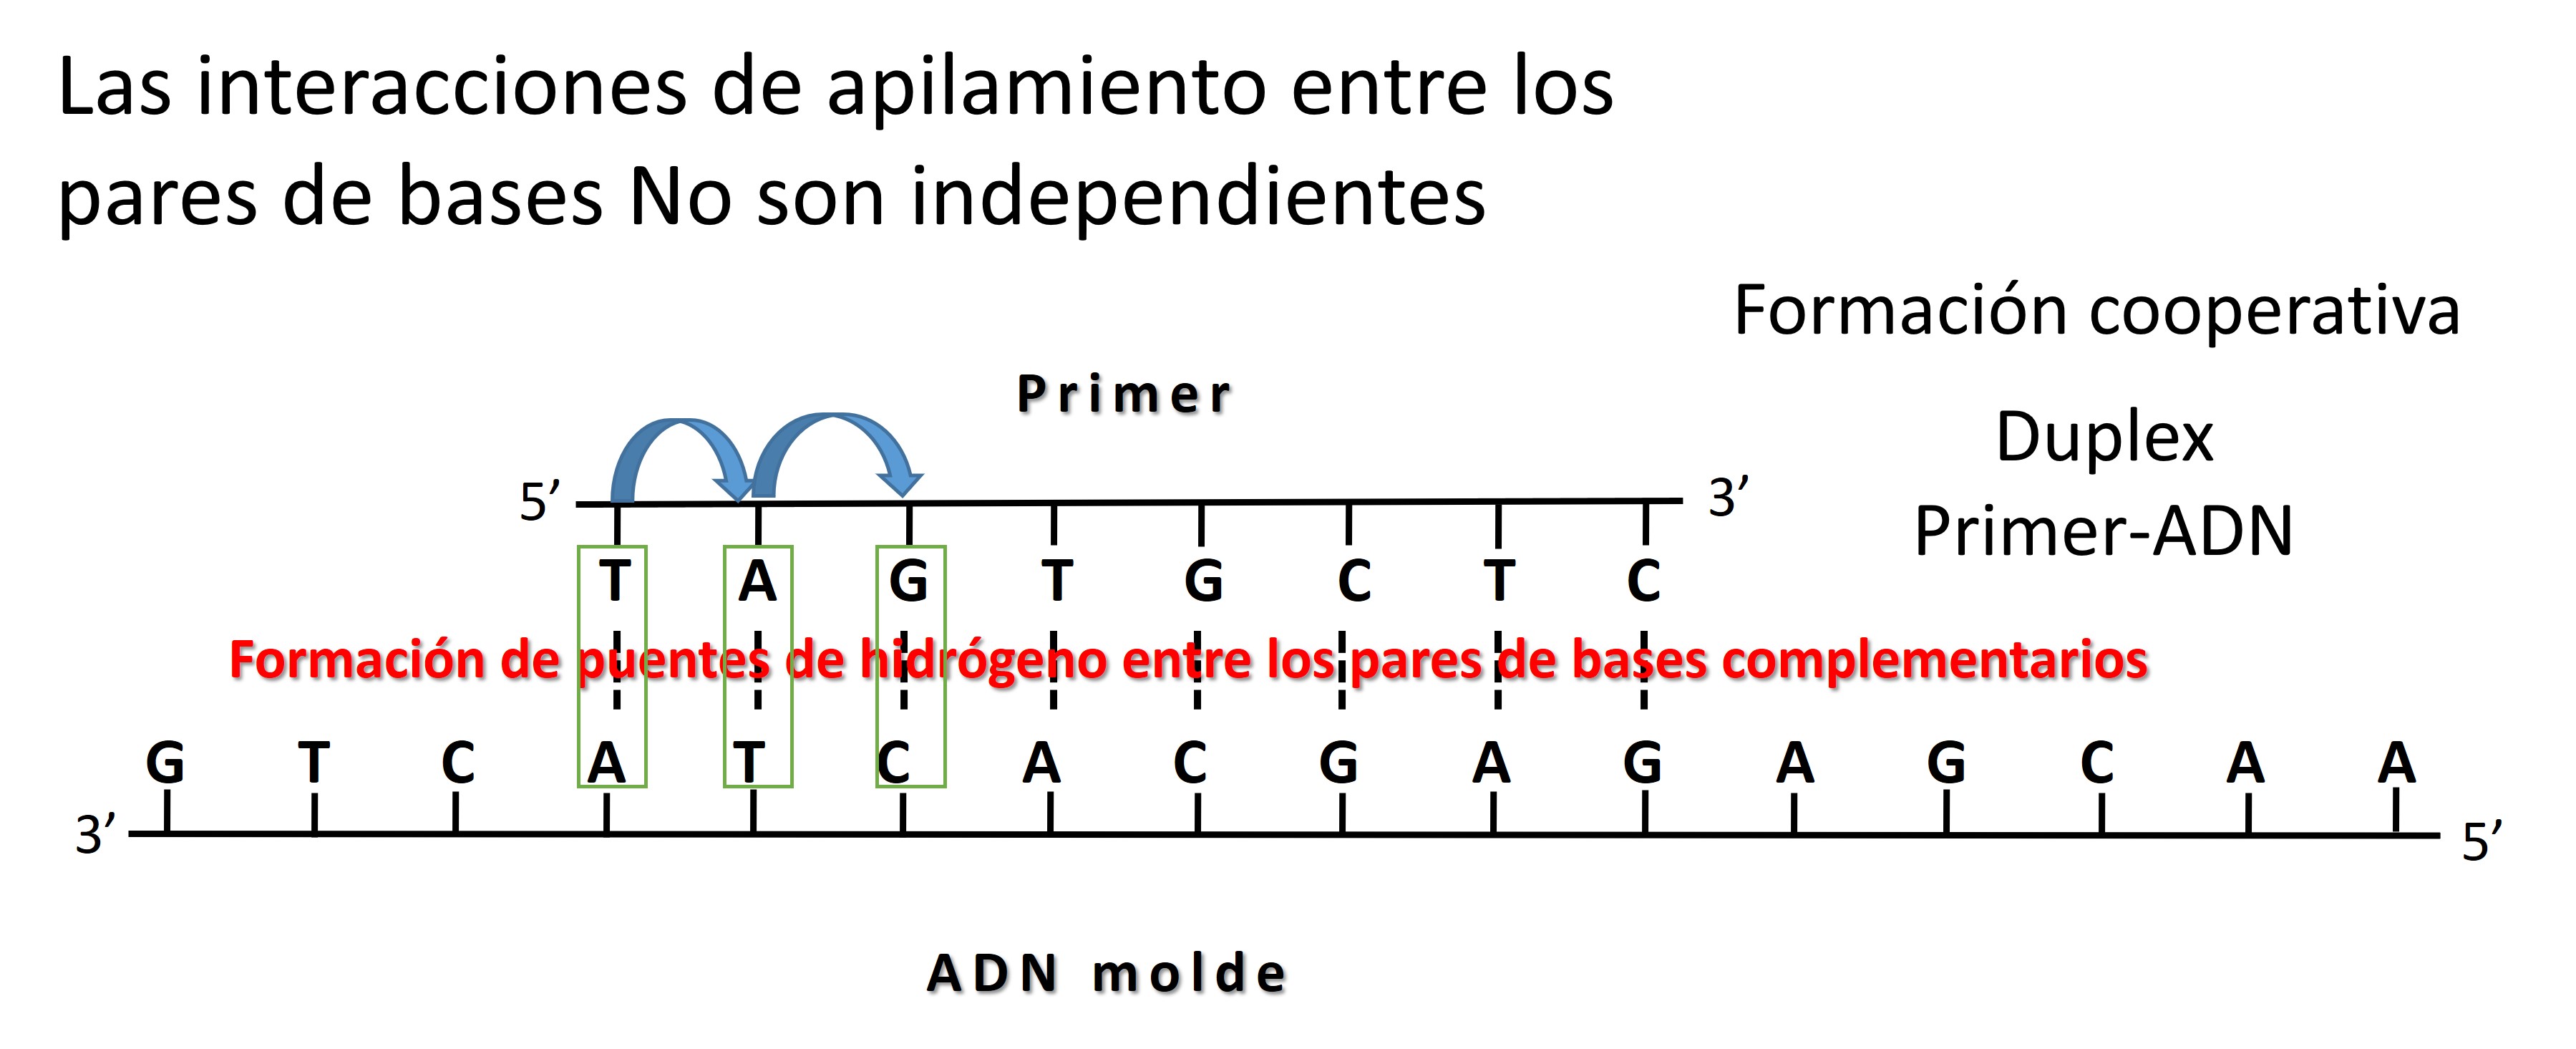 Las interacciones de apilamiento entre los
pares de bases No son independientes
Formación cooperativa
Primer
Duplex
Primer-ADN
5’ 3’
T A G T G C T C
Formación de puentes de hidrógeno entre los pares de bases complementarios
G T C A T C A C G A G A G C A A
3’ 5’
ADN molde